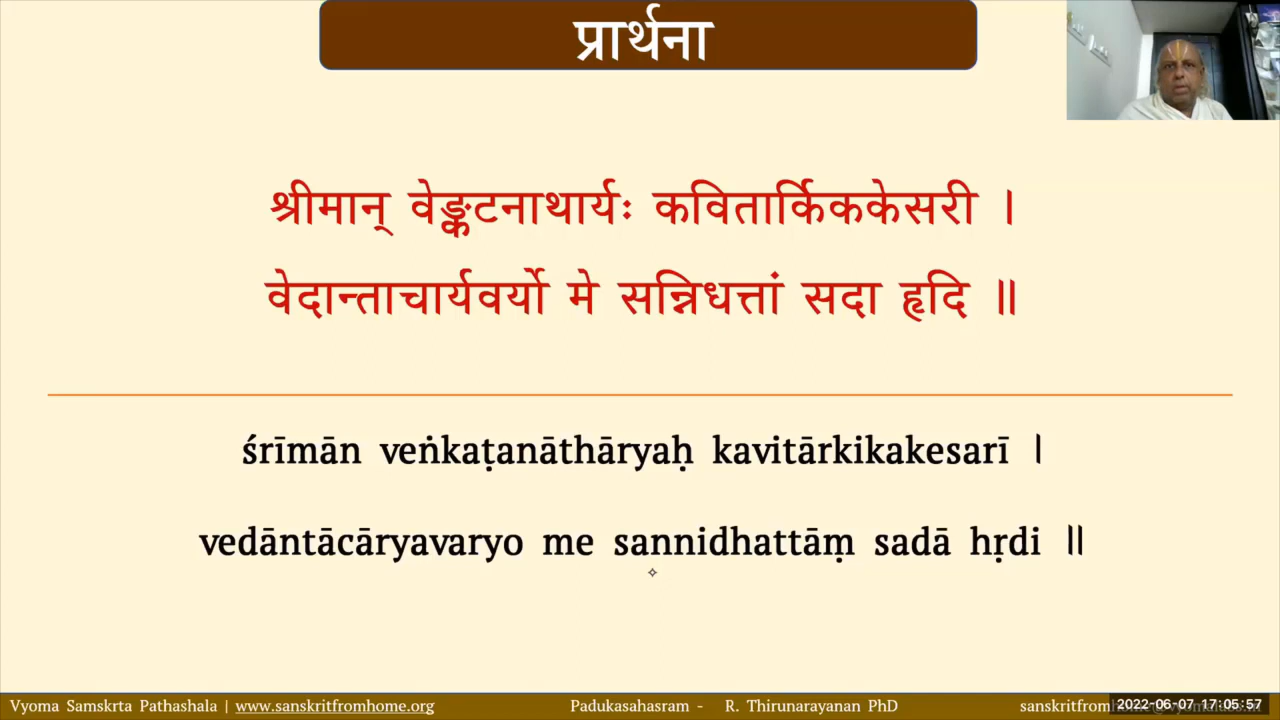 प्रार्थना
श्रीमान् वेङ्कटनाथार्यः कवितार्किककेसरी ।
वेदान्ताचार्यवर्यो मे सन्निधत्तां सदा हृदि ॥
śrīmān veṅkaṭanāthāryaḥ kavitārkikakesarī |
vedāntācāryavaryo me sannidhattāṃ sadā hṛdi ||
Vyoma Samskrta Pathashala | www.sanskritfromhome.org Padukasahasram - R. Thirunarayanan PhD 2022-06-07 17:05:57